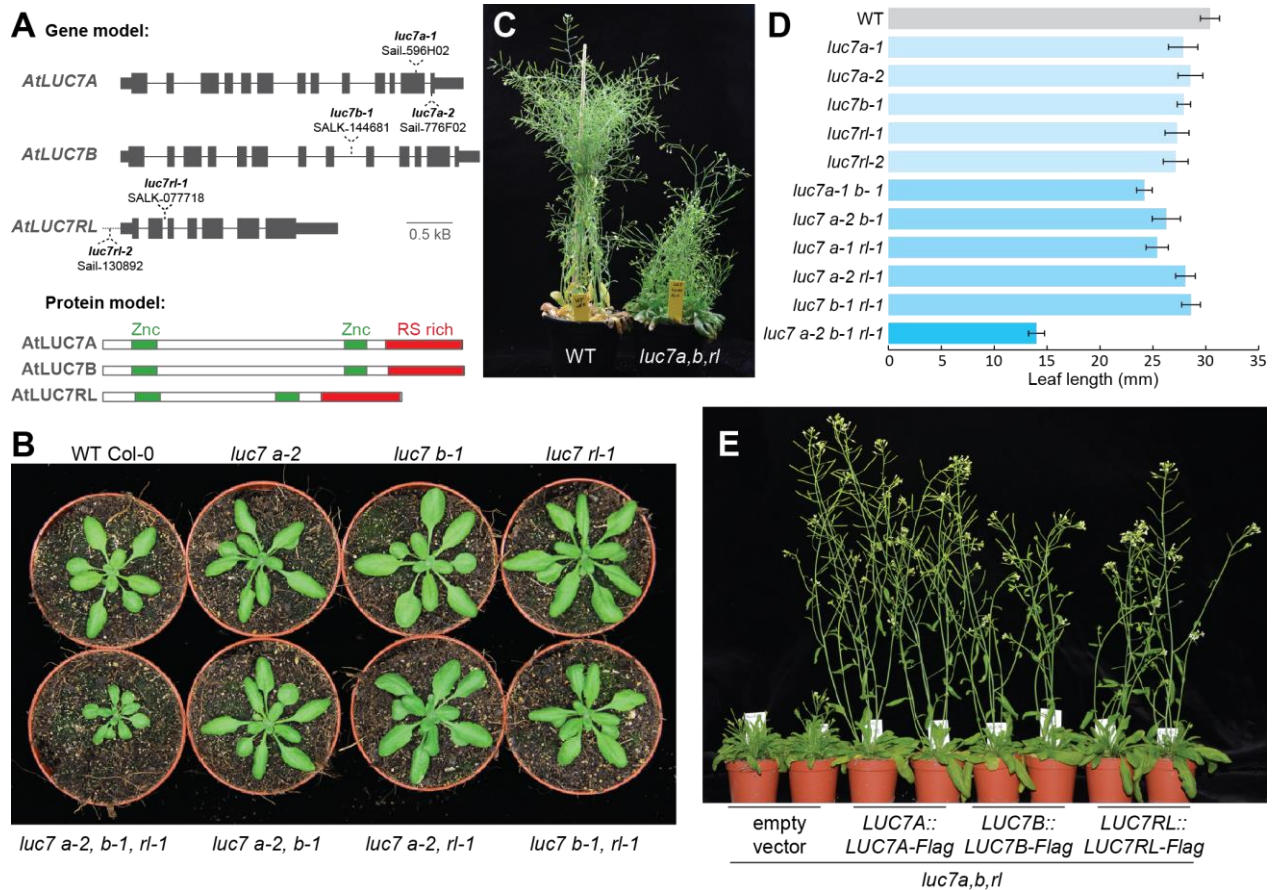 A
Gene model:
luc7a-1
Sail-596H02
AtLUC7A
luc7b-1
SALK-144681
luc7a-2
Sail-776F02
AtLUC7B
luc7rl-1
SALK-077718
AtLUC7RL
luc7rl-2
Sail-130892
0.5 kB
Protein model:
Znc Znc RS rich
AtLUC7A
AtLUC7B
AtLUC7RL
C
WT luc7a,b,rl
D
WT
luc7a-1
luc7a-2
luc7b-1
luc7rl-1
luc7rl-2
luc7a-1 b- 1
luc7 a-2 b-1
luc7 a-1 rl-1
luc7 a-2 rl-1
luc7 b-1 rl-1
luc7 a-2 b-1 rl-1
0 5 10 15 20 25 30 35
Leaf length (mm)
B
WT Col-0 luc7 a-2 luc7 b-1 luc7 rl-1
luc7 a-2, b-1, rl-1 luc7 a-2, b-1 luc7 a-2, rl-1 luc7 b-1, rl-1
E
empty LUC7A:: LUC7B:: LUC7RL::
vector LUC7A-Flag LUC7B-Flag LUC7RL-Flag
luc7a,b,rl